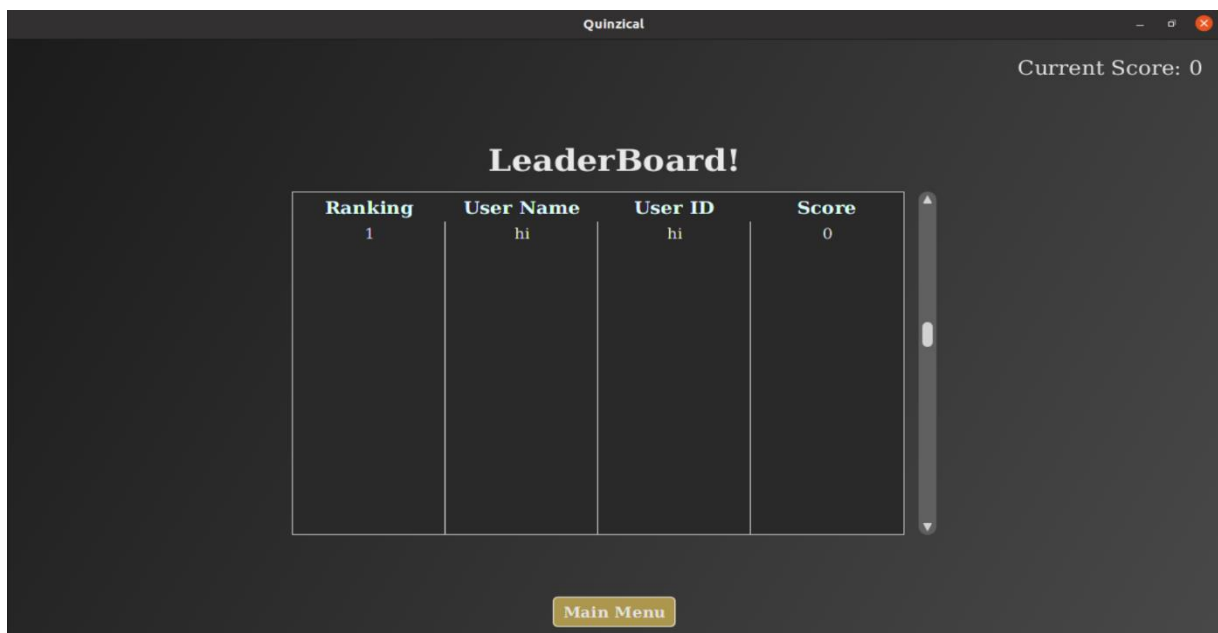 Quinzical
Current Score: 0
LeaderBoard!
Ranking User Name User ID Score
1 hi hi 0
Main Menu